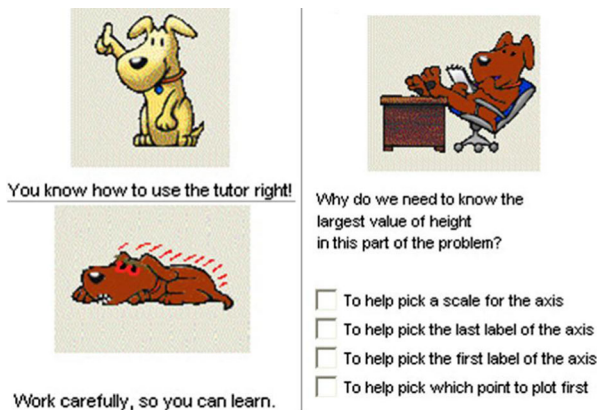 You know how to use the tutor right!
Work carefully, so you can learn.
Why do we need to know the
largest value of height
in this part of the problem?
To help pick a scale for the axis
To help pick the last label of the axis
To help pick the first label of the axis
To help pick which point to plot first